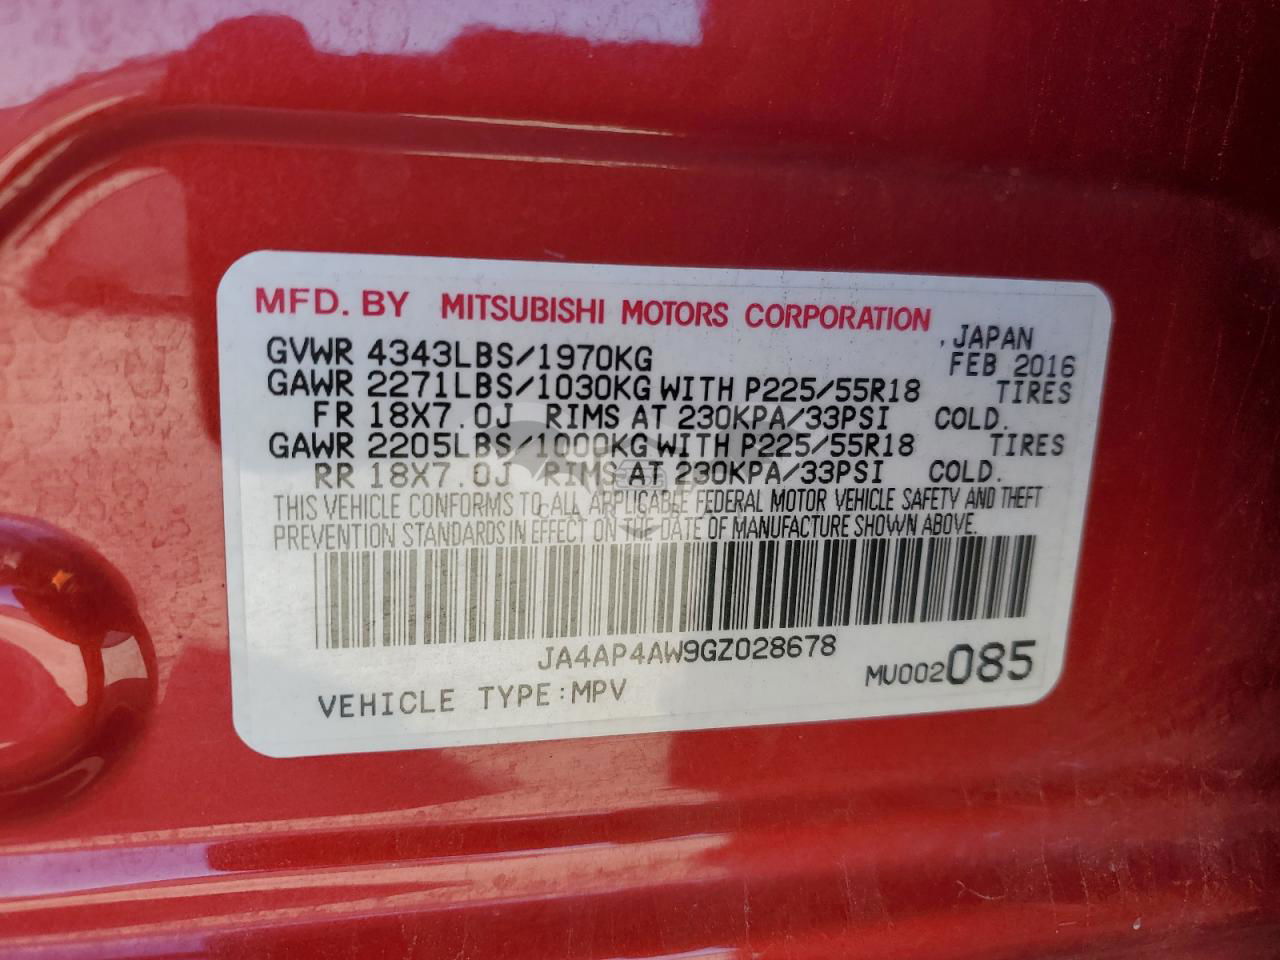 MFD. BY MITSUBISHI MOTORS CORPORATION
, JAPAN
GVWR 4343LBS/1970KG FEB 2016
GAWR 2271LBS/1030KG WITH P225/55R18 TIRES
FR 18X7.0J RIMS AT 230KPA/33PSI COLD.
GAWR 2205LBS/1000KG WITH P225/55R18 TIRES
RR 18X7.0J RIMS AT 230KPA/33PSI COLD.
THIS VEHICLE CONFORMS TO ALL APPLICABLE FEDERAL MOTOR VEHICLE SAFETY AND THEFT
PREVENTION STANDARDS IN EFFECT ON THE DATE OF MANUFACTURE SHOWN ABOVE.
JA4AP4AW9GZ028678
MU002085
VEHICLE TYPE:MPV